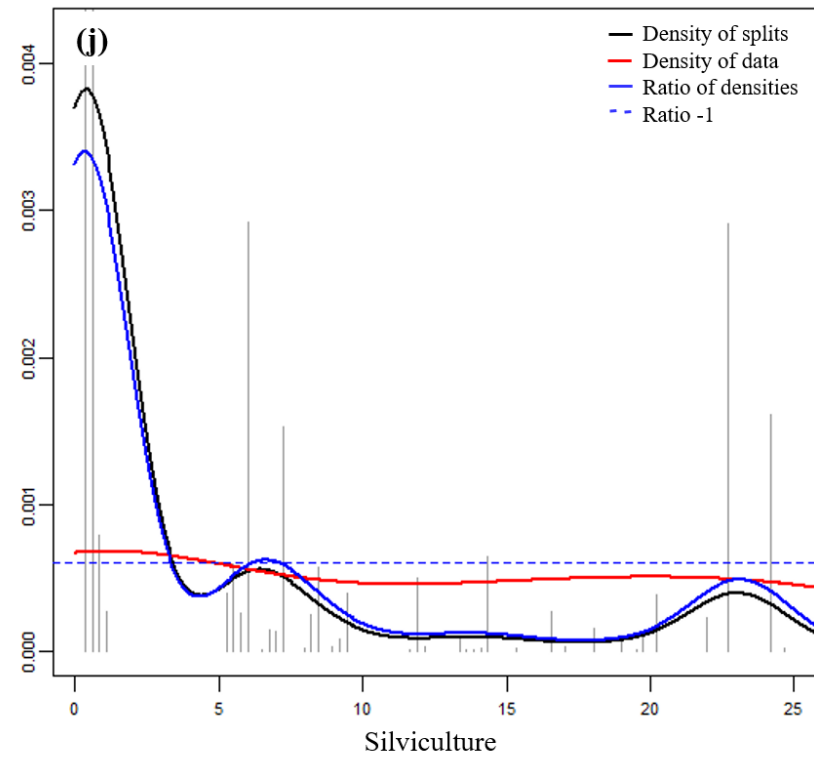 (j)
Density of splits
Density of data
Ratio of densities
Ratio -1
0.004
0.003
0.002
0.001
0.000
0 5 10 15 20 25
Silviculture